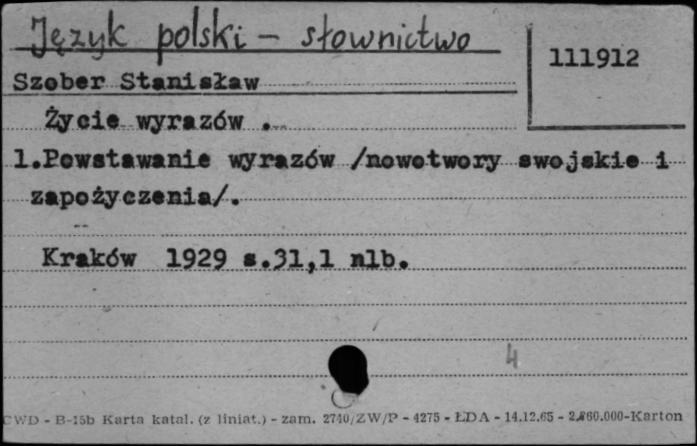 Język polski - słownictwo
111912
Szober Stanisław
Życie wyrazów .
1.Powstawanie wyrazów /nowotwory swojskie i
zapożyczenia/.
Kraków 1929 s.31,1 nlb.
4
CWD - B-15b Karta katal. (z liniat.) - zam. 2740/ZW/P - 4275 - ŁDA - 14.12.65 - 2.860.000-Karton